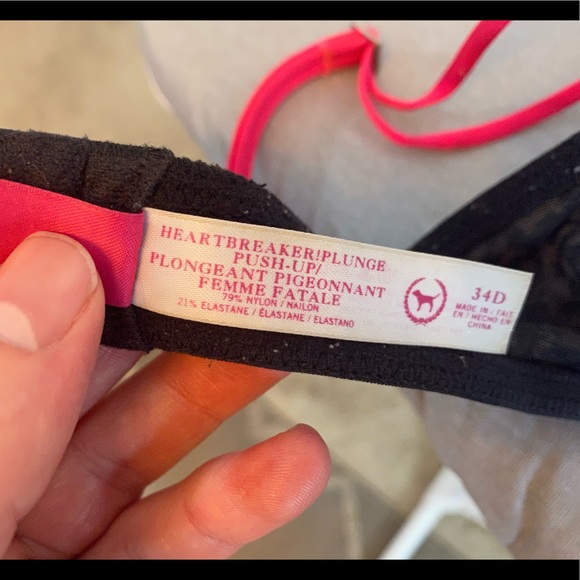 HEARTBREAKER!PLUNGE
PUSH-UP/
PLONGEANT PIGEONNANT
FEMME FATALE
79% NYLON / NAILON
21% ELASTANE / ÉLASTANE / ELASTANO
34D
MADE IN / FAIT
EN / HECHO EN
CHINA